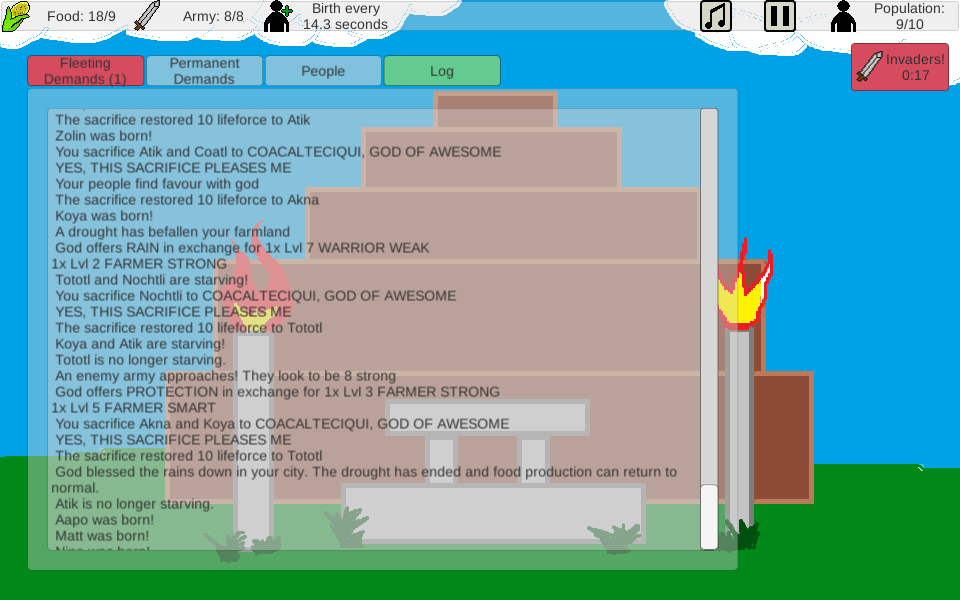 Food: 18/9
Army: 8/8
Birth every
14.3 seconds
Population:
9/10
Invaders!
0:17
Fleeting
Demands (1)
Permanent
Demands
People
Log
The sacrifice restored 10 lifeforce to Atik
Zolin was born!
You sacrifice Atik and Coatl to COACALTECIQUI, GOD OF AWESOME
YES, THIS SACRIFICE PLEASES ME
Your people find favour with god
The sacrifice restored 10 lifeforce to Akna
Koya was born!
A drought has befallen your farmland
God offers RAIN in exchange for 1x Lvl 7 WARRIOR WEAK
1x Lvl 2 FARMER STRONG
Tototl and Nochtli are starving!
You sacrifice Nochtli to COACALTECIQUI, GOD OF AWESOME
YES, THIS SACRIFICE PLEASES ME
The sacrifice restored 10 lifeforce to Tototl
Koya and Atik are starving!
Tototl is no longer starving.
An enemy army approaches! They look to be 8 strong
God offers PROTECTION in exchange for 1x Lvl 3 FARMER STRONG
1x Lvl 5 FARMER SMART
You sacrifice Akna and Koya to COACALTECIQUI, GOD OF AWESOME
YES, THIS SACRIFICE PLEASES ME
The sacrifice restored 10 lifeforce to Tototl
God blessed the rains down in your city. The drought has ended and food production can return to
normal.
Atik is no longer starving.
Aapo was born!
Matt was born!